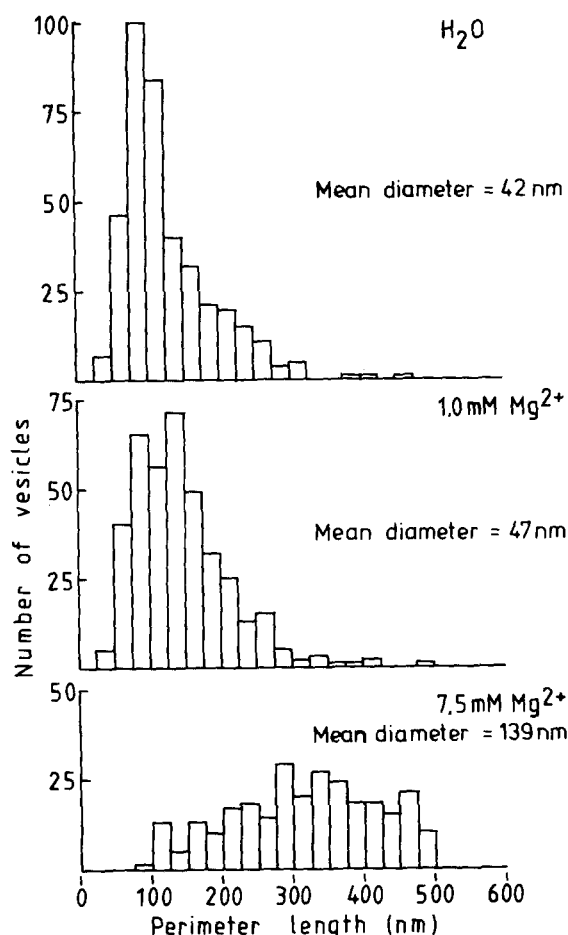 H2O
100
75
50
25
Mean diameter = 42 nm
1,0 mM Mg2+
75
50
25
Mean diameter = 47 nm
Number of vesicles
7,5 mM Mg2+
Mean diameter = 139 nm
50
25
0 100 200 300 400 500 600
Perimeter length (nm)